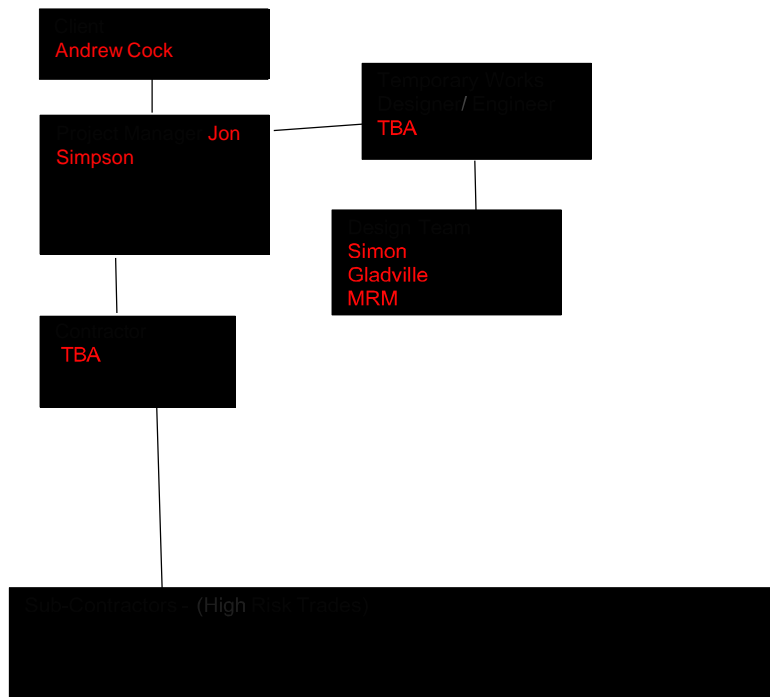 Client
Andrew Cock
Project Manager Jon
Simpson
Temporary Works
Designer/ Engineer
TBA
Design Team
Simon
Gladville
MRM
Contractor
TBA
Sub-Contractors - (High Risk Trades)